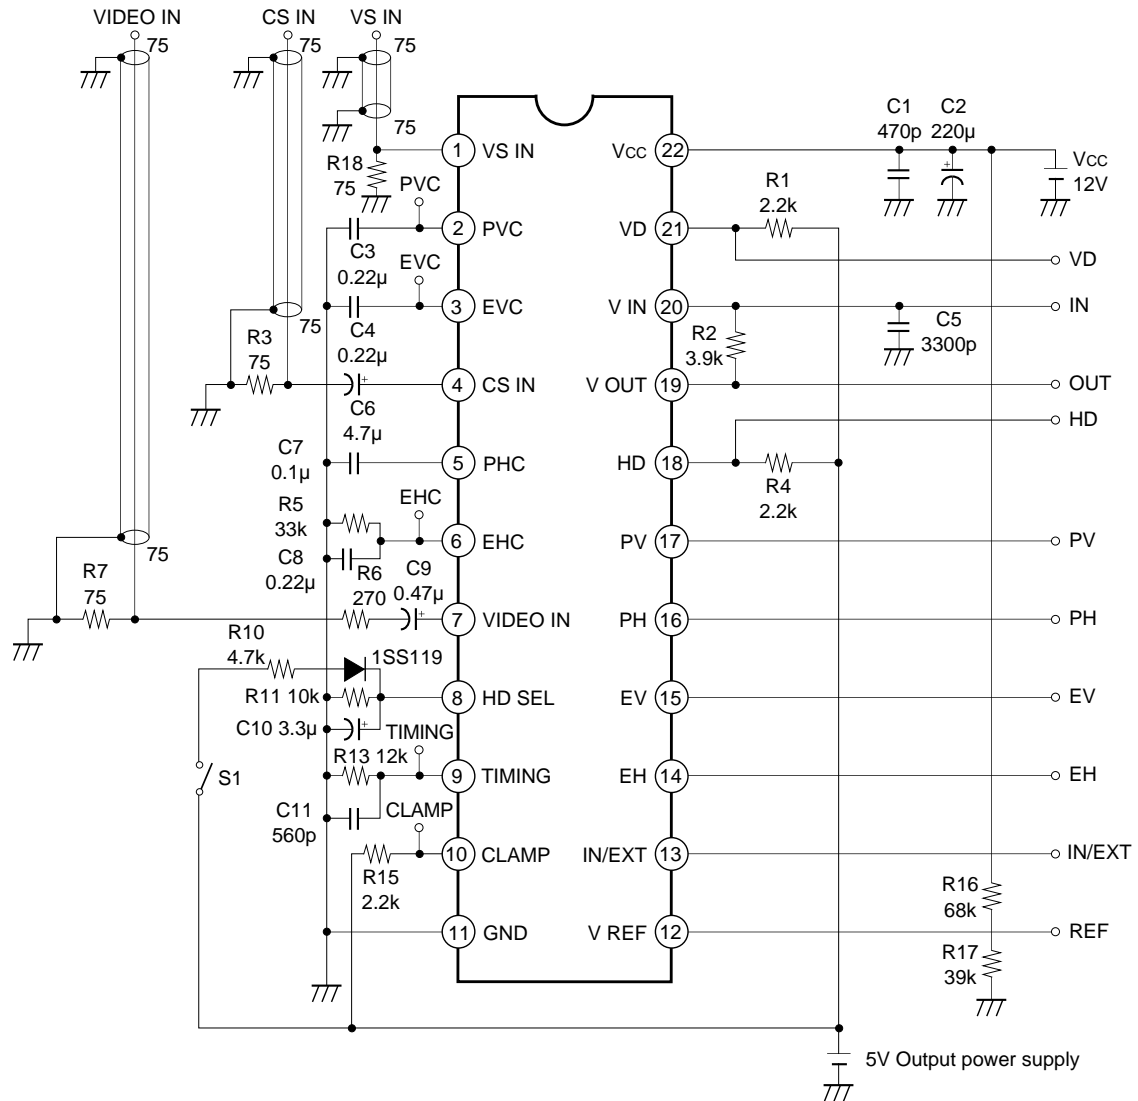 VIDEO IN
CS IN
VS IN
75
75
75
75
R18
75
PVC
C3
0.22µ
EVC
C4
0.22µ
75
R3
75
C6
4.7µ
C7
0.1µ
R5
33k
EHC
C8
0.22µ
R6
270
C9
0.47µ
75
R7
75
R10
4.7k
1SS119
R11 10k
C10 3.3µ
TIMING
R13 12k
S1
C11
560p
CLAMP
R15
2.2k
1 VS IN
2 PVC
3 EVC
4 CS IN
5 PHC
6 EHC
7 VIDEO IN
8 HD SEL
9 TIMING
10 CLAMP
11 GND
VCC 22
VD 21
V IN 20
V OUT 19
HD 18
PV 17
PH 16
EV 15
EH 14
IN/EXT 13
V REF 12
C1
470p
C2
220µ
+
VCC
12V
R1
2.2k
VD
IN
R2
3.9k
C5
3300p
OUT
HD
R4
2.2k
PV
PH
EV
EH
IN/EXT
R16
68k
REF
R17
39k
5V Output power supply
+
+
+